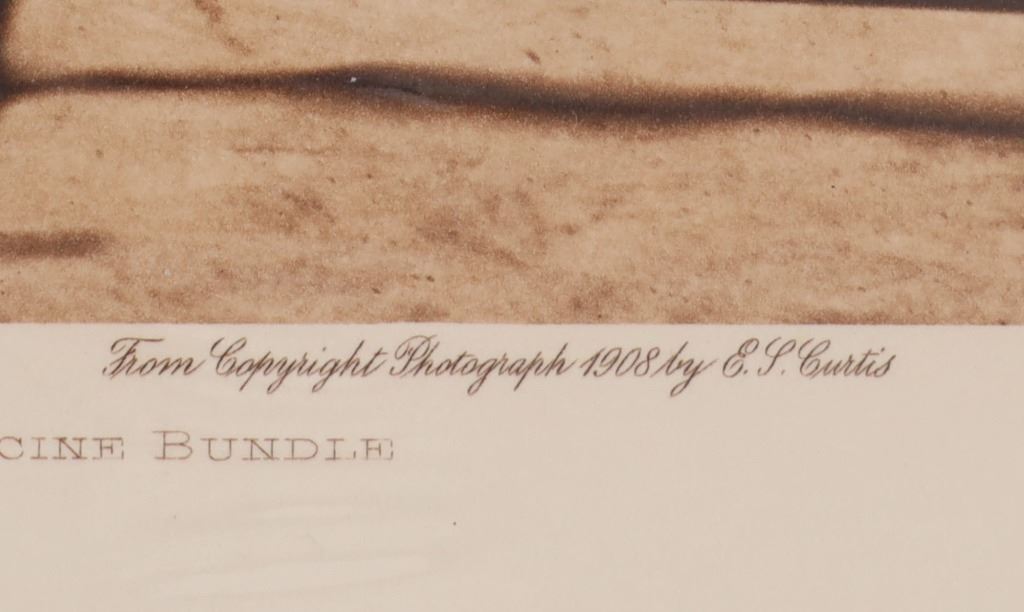 From Copyright Photograph 1908 by E. S. Curtis
CINE BUNDLE